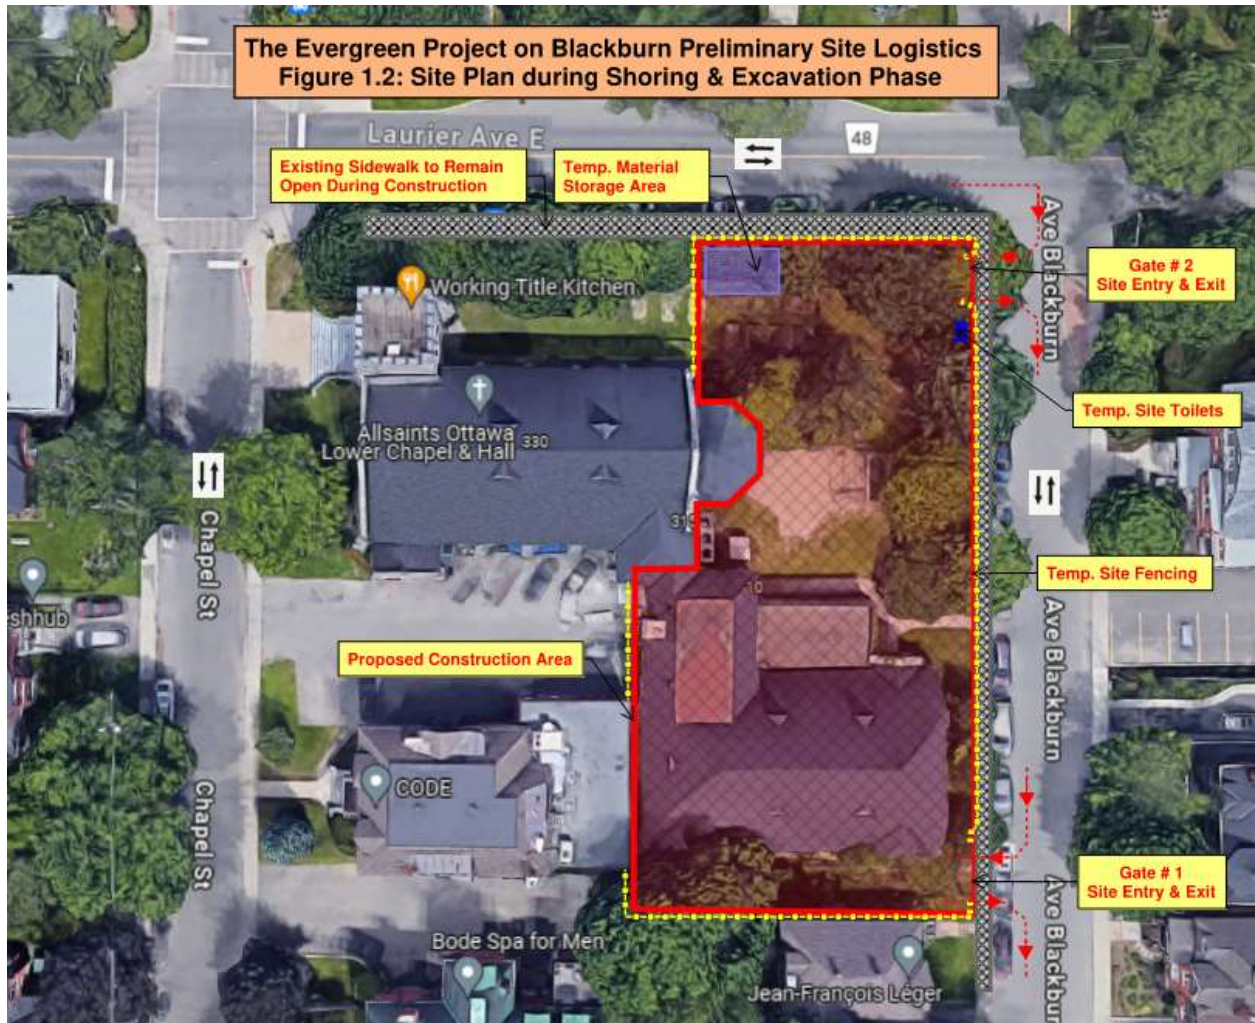 The Evergreen Project on Blackburn Preliminary Site Logistics
Figure 1.2: Site Plan during Shoring & Excavation Phase
Laurier Ave E
48
Existing Sidewalk to Remain
Open During Construction
Temp. Material
Storage Area
Ave Blackburn
Gate # 2
Site Entry & Exit
Working Title Kitchen
Temp. Site Toilets
Allsaints Ottawa
Lower Chapel & Hall
330
315
Chapel St
10
Temp. Site Fencing
shhub
Ave Blackburn
Proposed Construction Area
CODE
Chapel St
Gate # 1
Site Entry & Exit
Ave Blackbur
Bode Spa for Men
Jean-François Léger